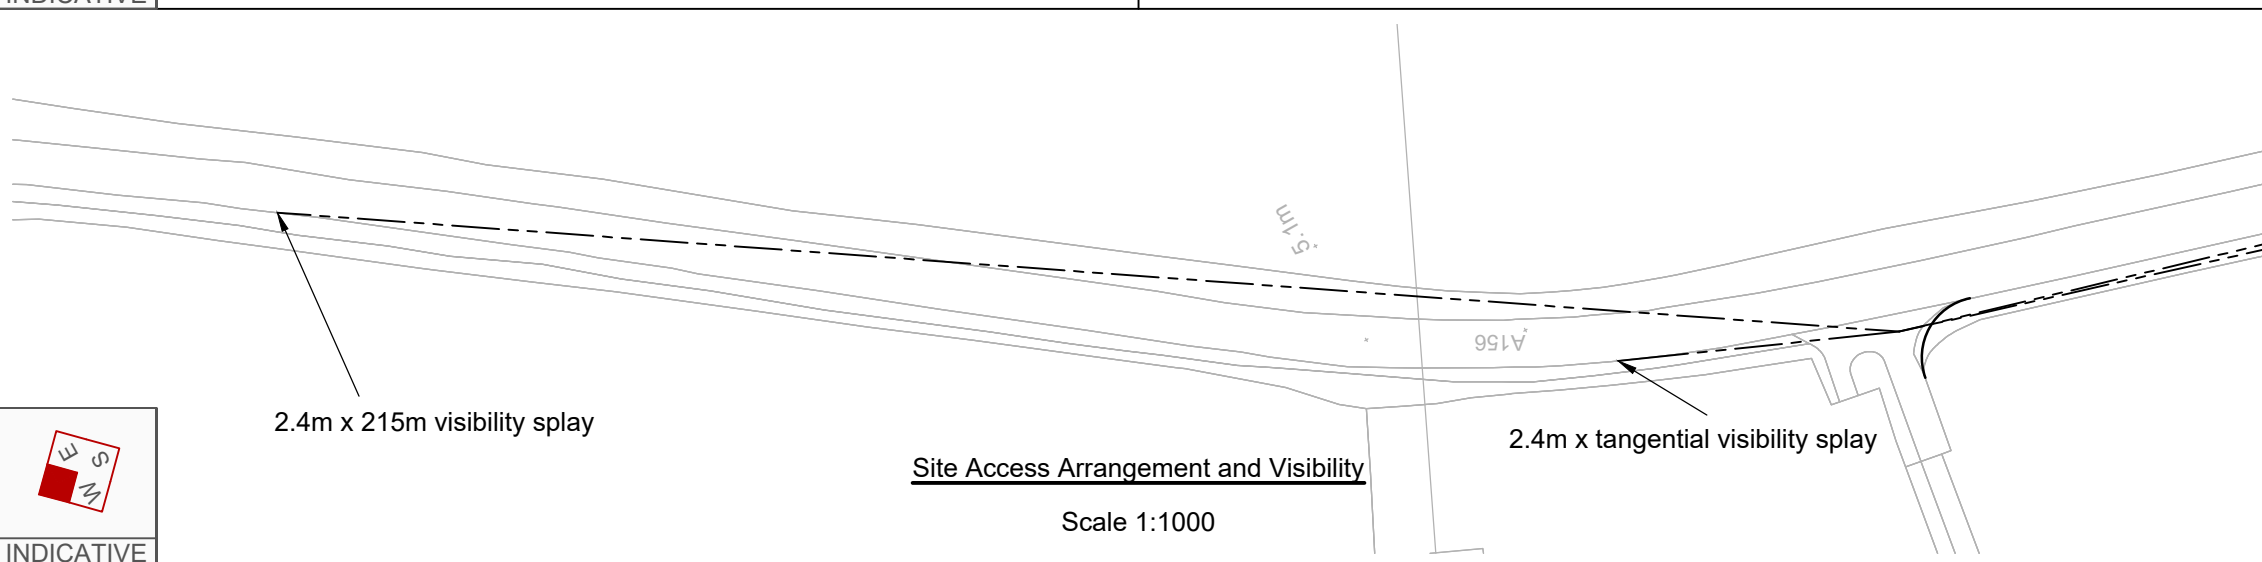 INDICATIVE
5.1m
A156
2.4m x 215m visibility splay
2.4m x tangential visibility splay
Site Access Arrangement and Visibility
Scale 1:1000
E
S
W
INDICATIVE